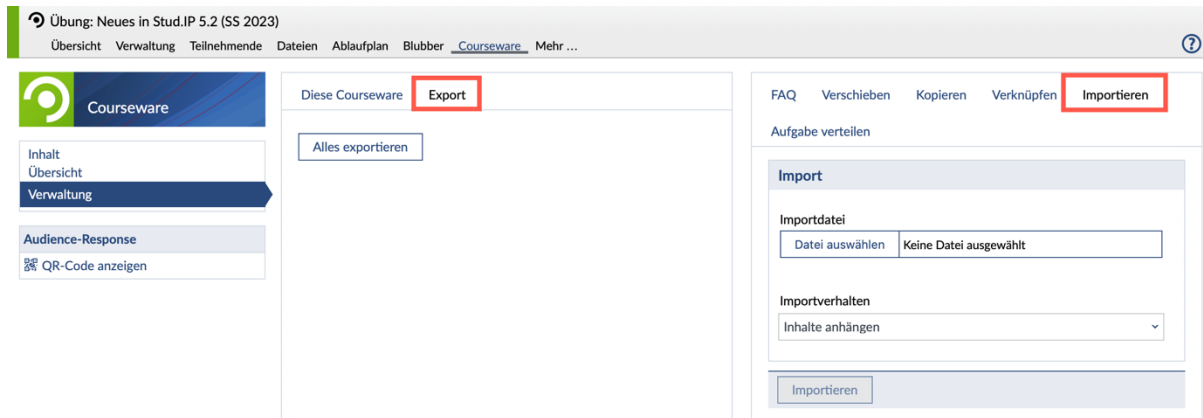 Übung: Neues in Stud.IP 5.2 (SS 2023)
Übersicht Verwaltung Teilnehmende Dateien Ablaufplan Blubber Courseware Mehr ...
?
Courseware
Inhalt
Übersicht
Verwaltung
Audience-Response
QR-Code anzeigen
Diese Courseware Export
Alles exportieren
FAQ Verschieben Kopieren Verknüpfen Importieren
Aufgabe verteilen
Import
Importdatei
Datei auswählen Keine Datei ausgewählt
Importverhalten
Inhalte anhängen
Importieren